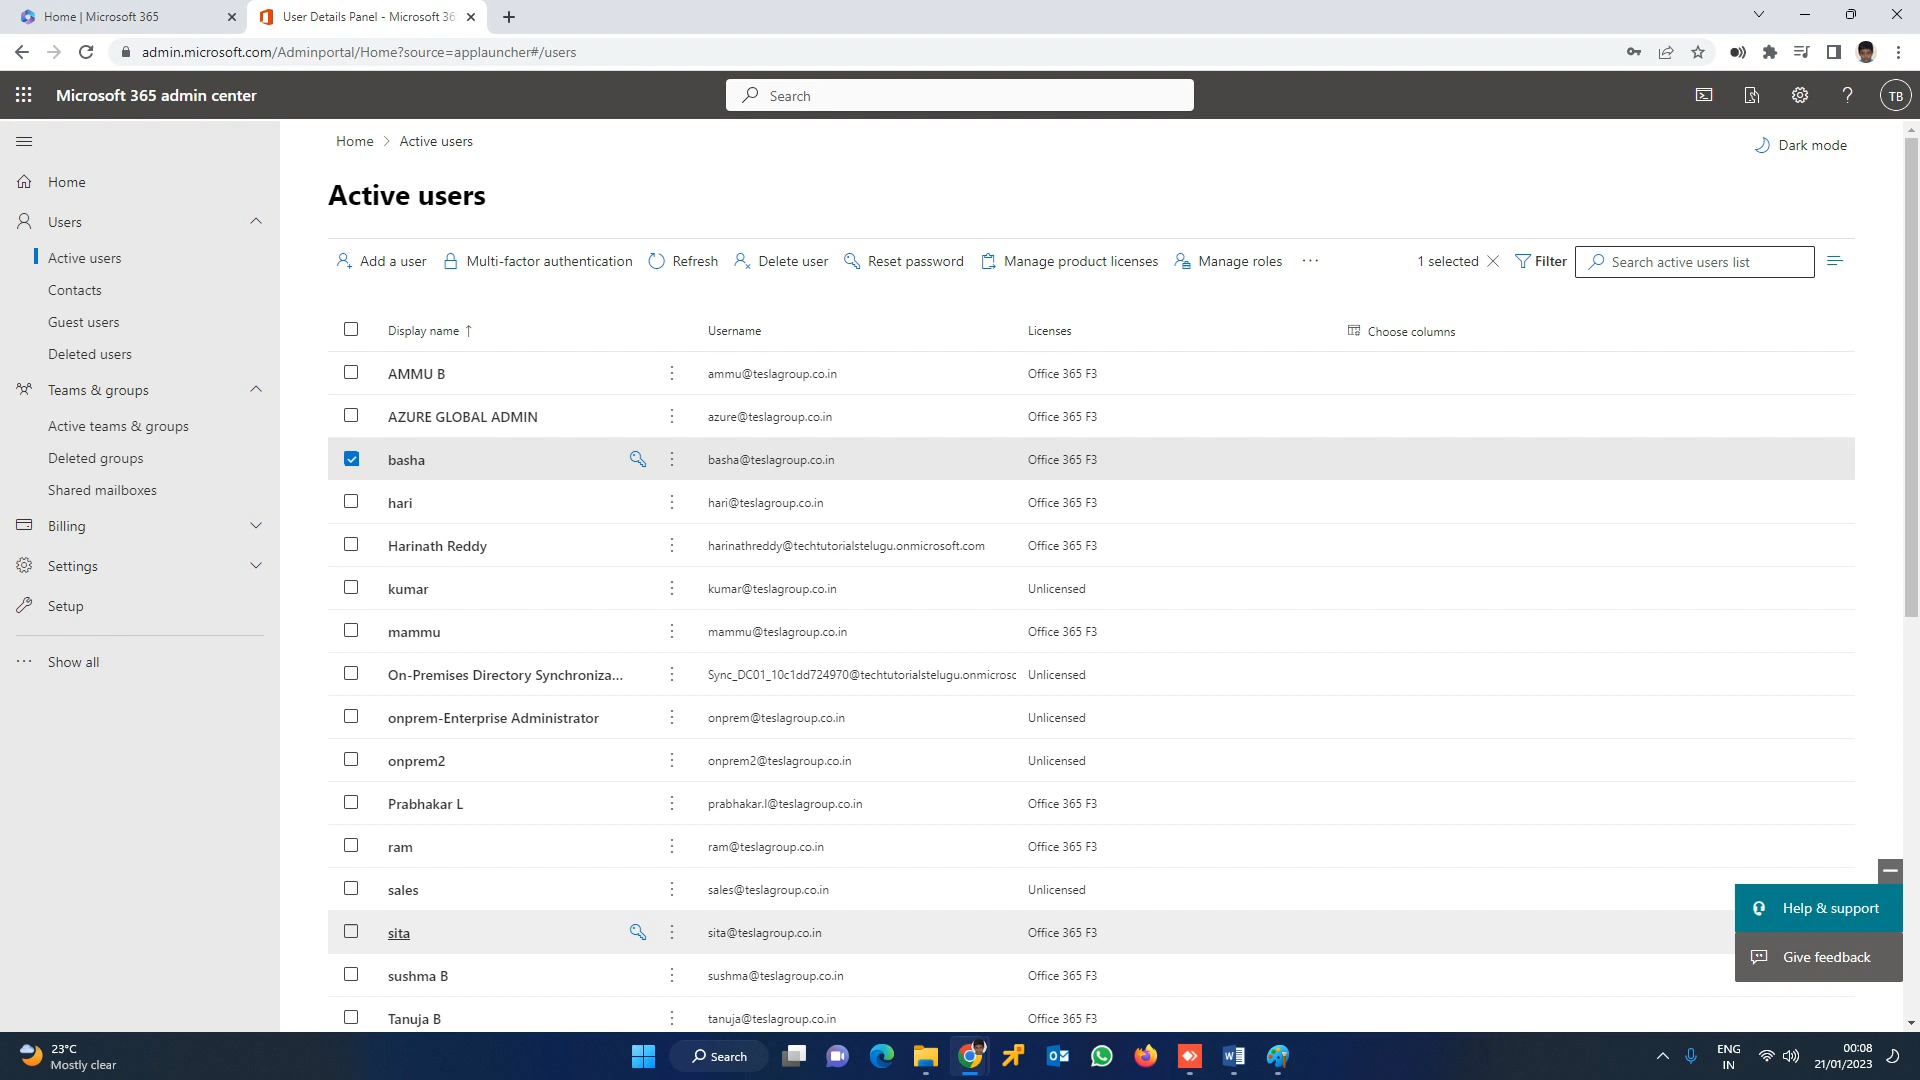 Home | Microsoft 365
User Details Panel - Microsoft 36
admin.microsoft.com/Adminportal/Home?source=applauncher#/users
Microsoft 365 admin center
Search
TB
Home > Active users
Dark mode
Home
Users
Active users
Contacts
Guest users
Deleted users
Teams & groups
Active teams & groups
Deleted groups
Shared mailboxes
Billing
Settings
Setup
Show all
Active users
Add a user Multi-factor authentication Refresh Delete user Reset password Manage product licenses Manage roles ... 1 selected Filter Search active users list
Display name ↑ Username Licenses Choose columns
AMMU B ammu@teslagroup.co.in Office 365 F3
AZURE GLOBAL ADMIN azure@teslagroup.co.in Office 365 F3
basha basha@teslagroup.co.in Office 365 F3
hari hari@teslagroup.co.in Office 365 F3
Harinath Reddy harinathreddy@techtutorialstelugu.onmicrosoft.com Office 365 F3
kumar kumar@teslagroup.co.in Unlicensed
mammu mammu@teslagroup.co.in Office 365 F3
On-Premises Directory Synchroniza... Sync_DC01_10c1dd724970@techtutorialstelugu.onmicrosc Unlicensed
onprem-Enterprise Administrator onprem@teslagroup.co.in Unlicensed
onprem2 onprem2@teslagroup.co.in Unlicensed
Prabhakar L prabhakar.l@teslagroup.co.in Office 365 F3
ram ram@teslagroup.co.in Office 365 F3
sales sales@teslagroup.co.in Unlicensed
sita sita@teslagroup.co.in Office 365 F3
sushma B sushma@teslagroup.co.in Office 365 F3
Tanuja B tanuja@teslagroup.co.in Office 365 F3
Help & support
Give feedback
23°C
Mostly clear
Search
ENG
IN
00:08
21/01/2023